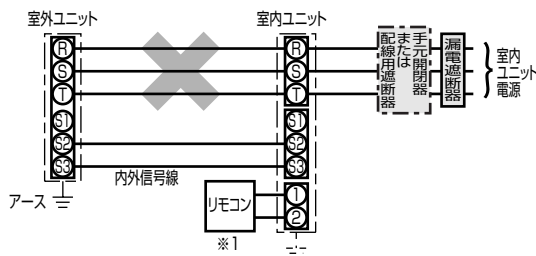 室外ユニット
室内ユニット
R
S
T
S1
S2
S3
R
S
T
S1
S2
S3
1
2
手元開閉器
または
配線用遮断器
漏電遮断器
室内
ユニット
電源
内外信号線
アース
リモコン
※1